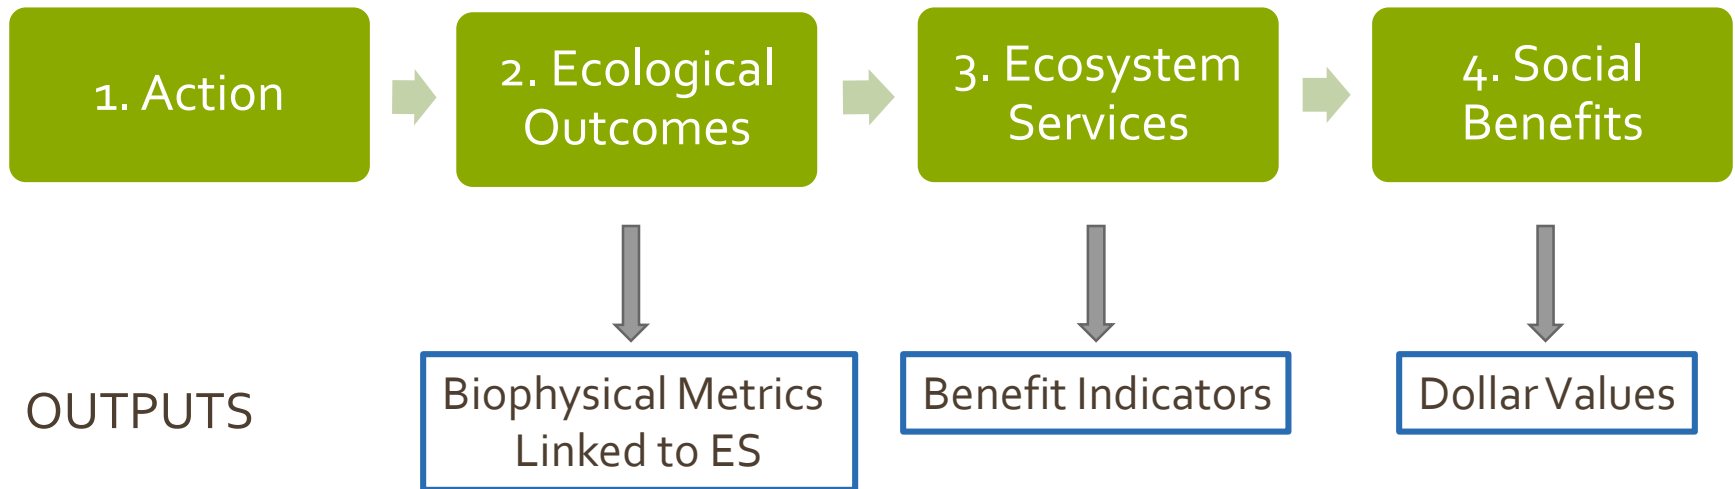 1. Action
2. Ecological
Outcomes
3. Ecosystem
Services
4. Social
Benefits
OUTPUTS
Biophysical Metrics
Linked to ES
Benefit Indicators
Dollar Values